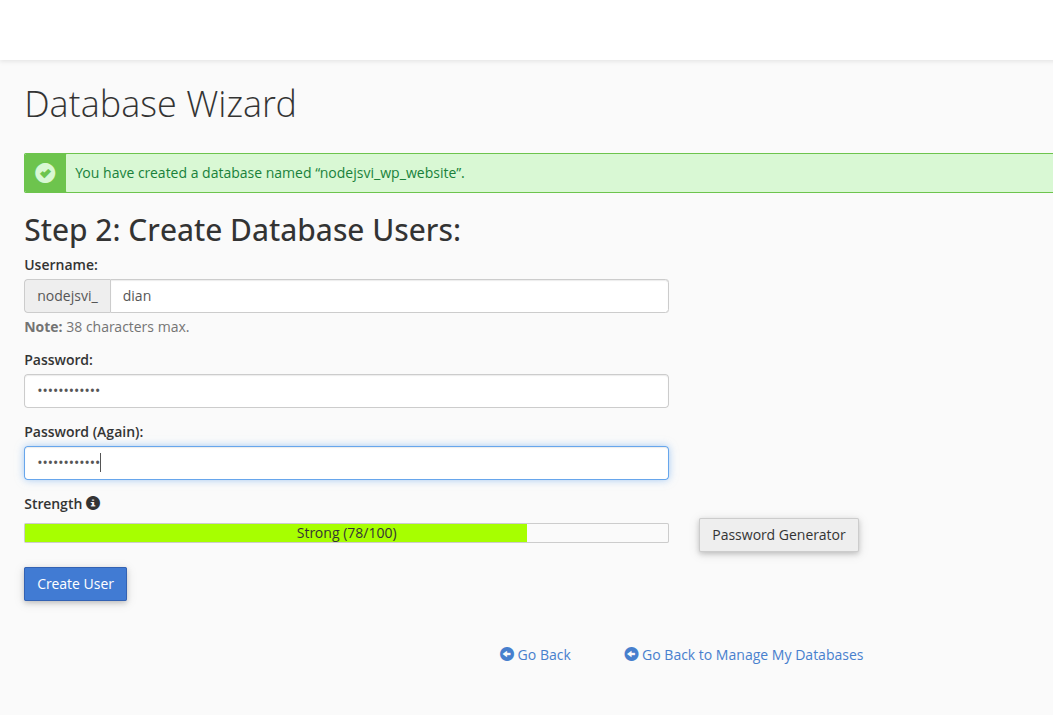 Database Wizard
You have created a database named “nodejsvi_wp_website”.
Step 2: Create Database Users:
Username:
nodejsvi_ dian
Note: 38 characters max.
Password:
••••••••••••
Password (Again):
••••••••••••
Strength
Strong (78/100)
Password Generator
Create User
Go Back Go Back to Manage My Databases